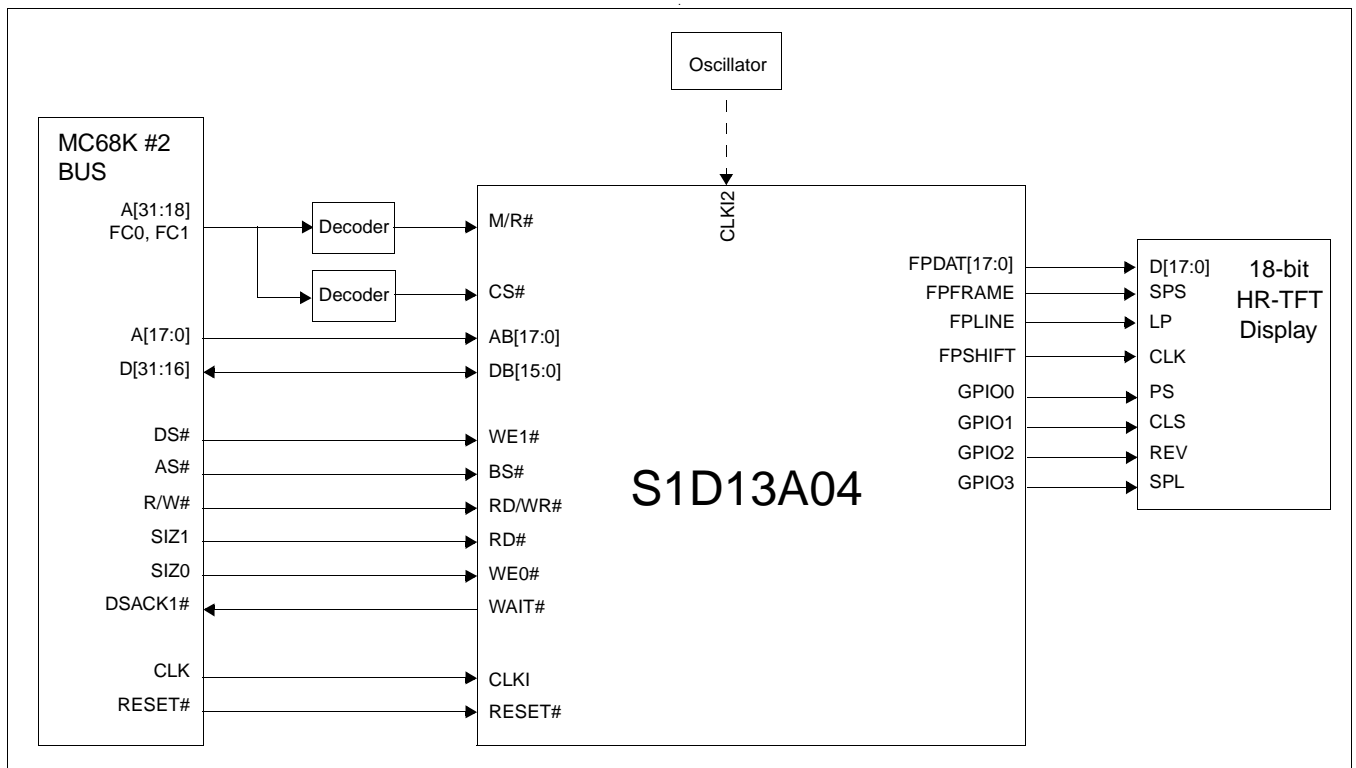 Oscillator
MC68K #2
BUS
A[31:18]
FC0, FC1
Decoder
M/R#
Decoder
CS#
A[17:0]
AB[17:0]
D[31:16]
DB[15:0]
DS#
WE1#
AS#
BS#
R/W#
RD/WR#
SIZ1
RD#
SIZ0
WE0#
DSACK1#
WAIT#
CLK
CLKI
RESET#
RESET#
CLKI2
S1D13A04
FPDAT[17:0]
D[17:0]
FPFRAME
SPS
FPLINE
LP
FPSHIFT
CLK
GPIO0
PS
GPIO1
CLS
GPIO2
REV
GPIO3
SPL
18-bit
HR-TFT
Display